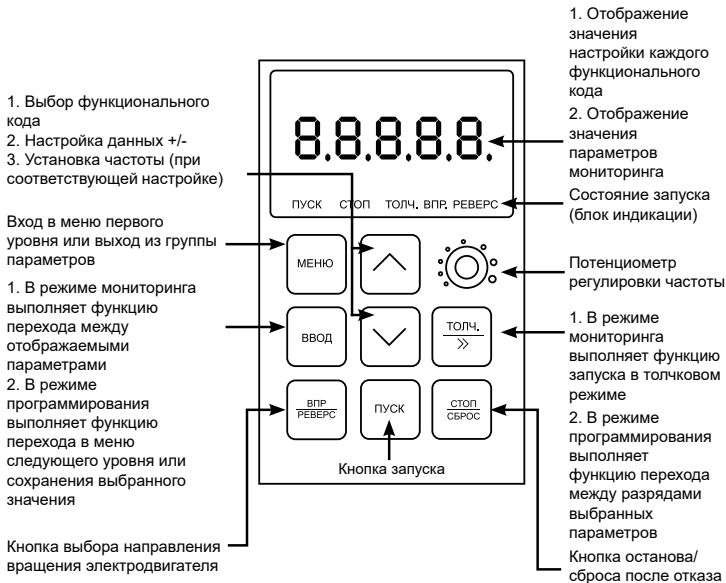 1. Выбор функционального
кода
2. Настройка данных +/-
3. Установка частоты (при
соответствующей настройке)
Вход в меню первого
уровня или выход из группы
параметров
1. В режиме мониторинга
выполняет функцию
перехода между
отображаемыми
параметрами
2. В режиме
программирования
выполняет функцию
перехода в меню
следующего уровня или
сохранения выбранного
значения
Кнопка выбора направления
вращения электродвигателя
8.8.8.8.8.
ПУСК СТОП ТОЛЧ. ВПР. РЕВЕРС
МЕНЮ
ВВОД
ТОЛЧ.
ВПР
РЕВЕРС
ПУСК
СТОП
СБРОС
Кнопка запуска
1. Отображение
значения
настройки каждого
функционального
кода
2. Отображение
значения
параметров
мониторинга
Состояние запуска
(блок индикации)
Потенциометр
регулировки частоты
1. В режиме
мониторинга
выполняет функцию
запуска в толчковом
режиме
2. В режиме
программирования
выполняет
функцию перехода
между разрядами
выбранных
параметров
Кнопка останова/
сброса после отказа